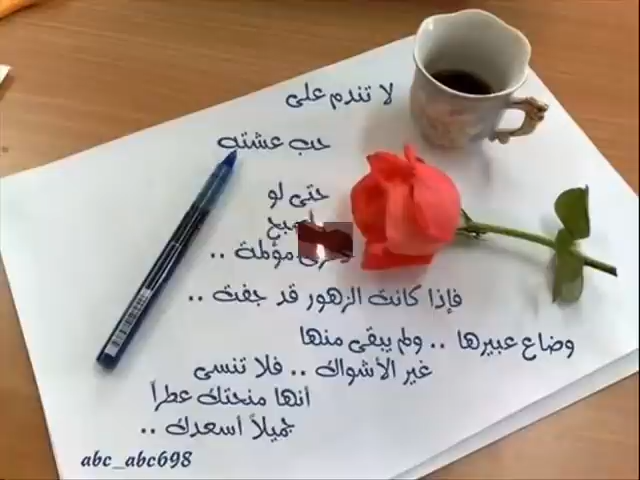 لا تندم على
حب عشته
حتى لو
مؤلمة ..
فإذا كانت الزهور قد جفت ..
وضاع عبيرها .. ولم يبقى منها
غير الأشواك .. فلا تنسى
انها منحتك عطراً
جميلاً أسعدك ..
abc_abc698